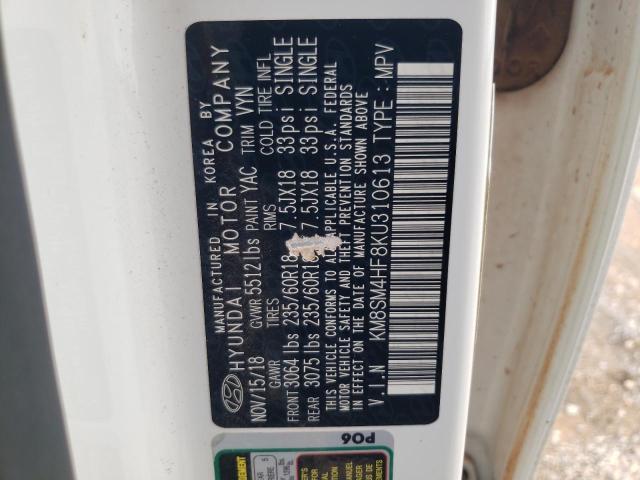 MANUFACTURED IN KOREA BY
HYUNDAI MOTOR COMPANY
NOV/15/18 GVWR 5512 lbs PAINT YAC TRIM VYN
GAWR TIRES RIMS COLD TIRE INFL
FRONT 3064 lbs 235/60R18 7.5JX18 33psi SINGLE
REAR 3075 lbs 235/60R18 7.5JX18 33psi SINGLE
THIS VEHICLE CONFORMS TO ALL APPLICABLE U.S.A. FEDERAL
MOTOR VEHICLE SAFETY AND THEFT PREVENTION STANDARDS
IN EFFECT ON THE DATE OF MANUFACTURE SHOWN ABOVE
V.I.N KM8SM4HF8KU310613 TYPE : MPV
PO6